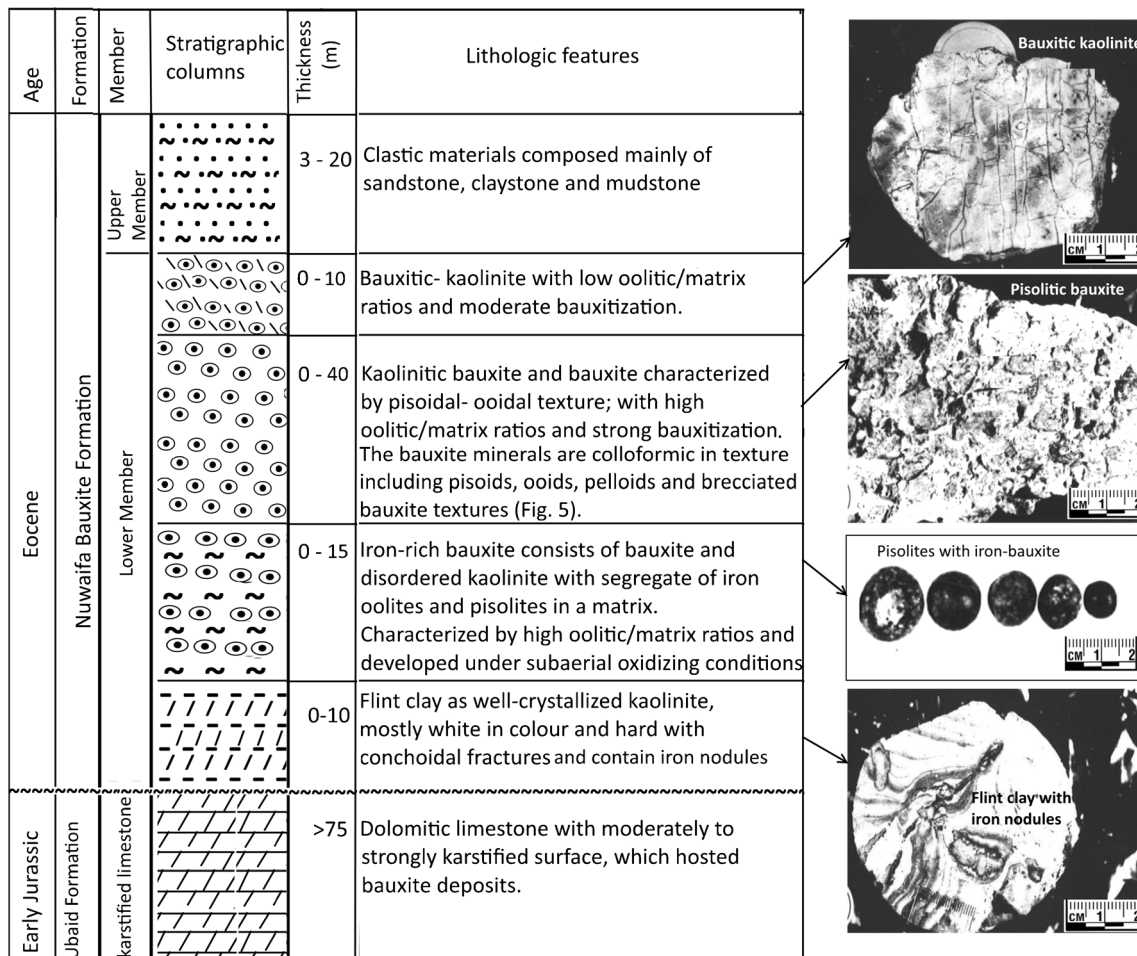 Age
Formation
Member
Stratigraphic
columns
Thickness
(m)
Lithologic features
Eocene
Nuwaifa Bauxite Formation
Upper
Member
3 - 20
Clastic materials composed mainly of
sandstone, claystone and mudstone
Lower Member
0 - 10
Bauxitic- kaolinite with low oolitic/matrix
ratios and moderate bauxitization.
0 - 40
Kaolinitic bauxite and bauxite characterized
by pisoidal- ooidal texture; with high
oolitic/matrix ratios and strong bauxitization.
The bauxite minerals are colloformic in texture
including pisoids, ooids, pelloids and brecciated
bauxite textures (Fig. 5).
0 - 15
Iron-rich bauxite consists of bauxite and
disordered kaolinite with segregate of iron
oolites and pisolites in a matrix.
Characterized by high oolitic/matrix ratios and
developed under subaerial oxidizing conditions
0-10
Flint clay as well-crystallized kaolinite,
mostly white in colour and hard with
conchoidal fractures and contain iron nodules
Early Jurassic
Ubaid Formation
karstified limestone
>75
Dolomitic limestone with moderately to
strongly karstified surface, which hosted
bauxite deposits.
Bauxitic kaolinite
CM 1 2
Pisolitic bauxite
CM 1 2
Pisolites with iron-bauxite
CM 1 2
Flint clay with
iron nodules
CM 1 2